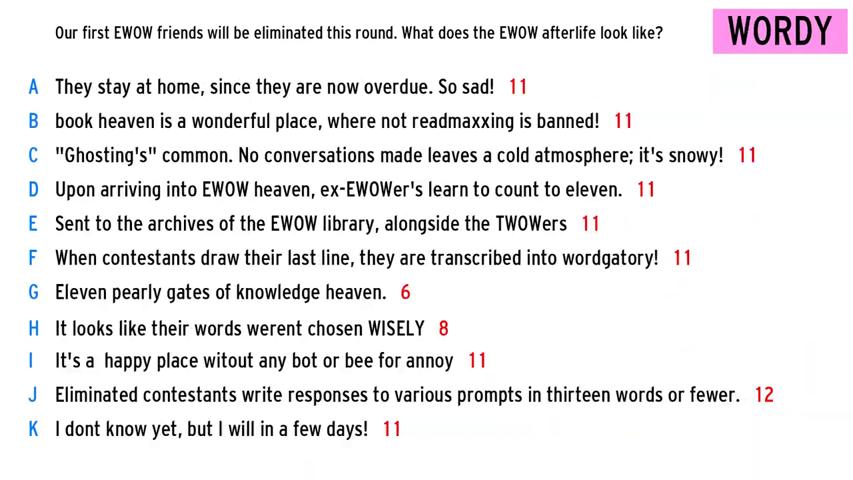 Our first EWOW friends will be eliminated this round. What does the EWOW afterlife look like?
WORDY
A They stay at home, since they are now overdue. So sad! 11
B book heaven is a wonderful place, where not readmaxxing is banned! 11
C "Ghosting's" common. No conversations made leaves a cold atmosphere; it's snowy! 11
D Upon arriving into EWOW heaven, ex-EWOWer's learn to count to eleven. 11
E Sent to the archives of the EWOW library, alongside the TWOWers 11
F When contestants draw their last line, they are transcribed into wordgatory! 11
G Eleven pearly gates of knowledge heaven. 6
H It looks like their words werent chosen WISELY 8
I It's a  happy place witout any bot or bee for annoy 11
J Eliminated contestants write responses to various prompts in thirteen words or fewer. 12
K I dont know yet, but I will in a few days! 11